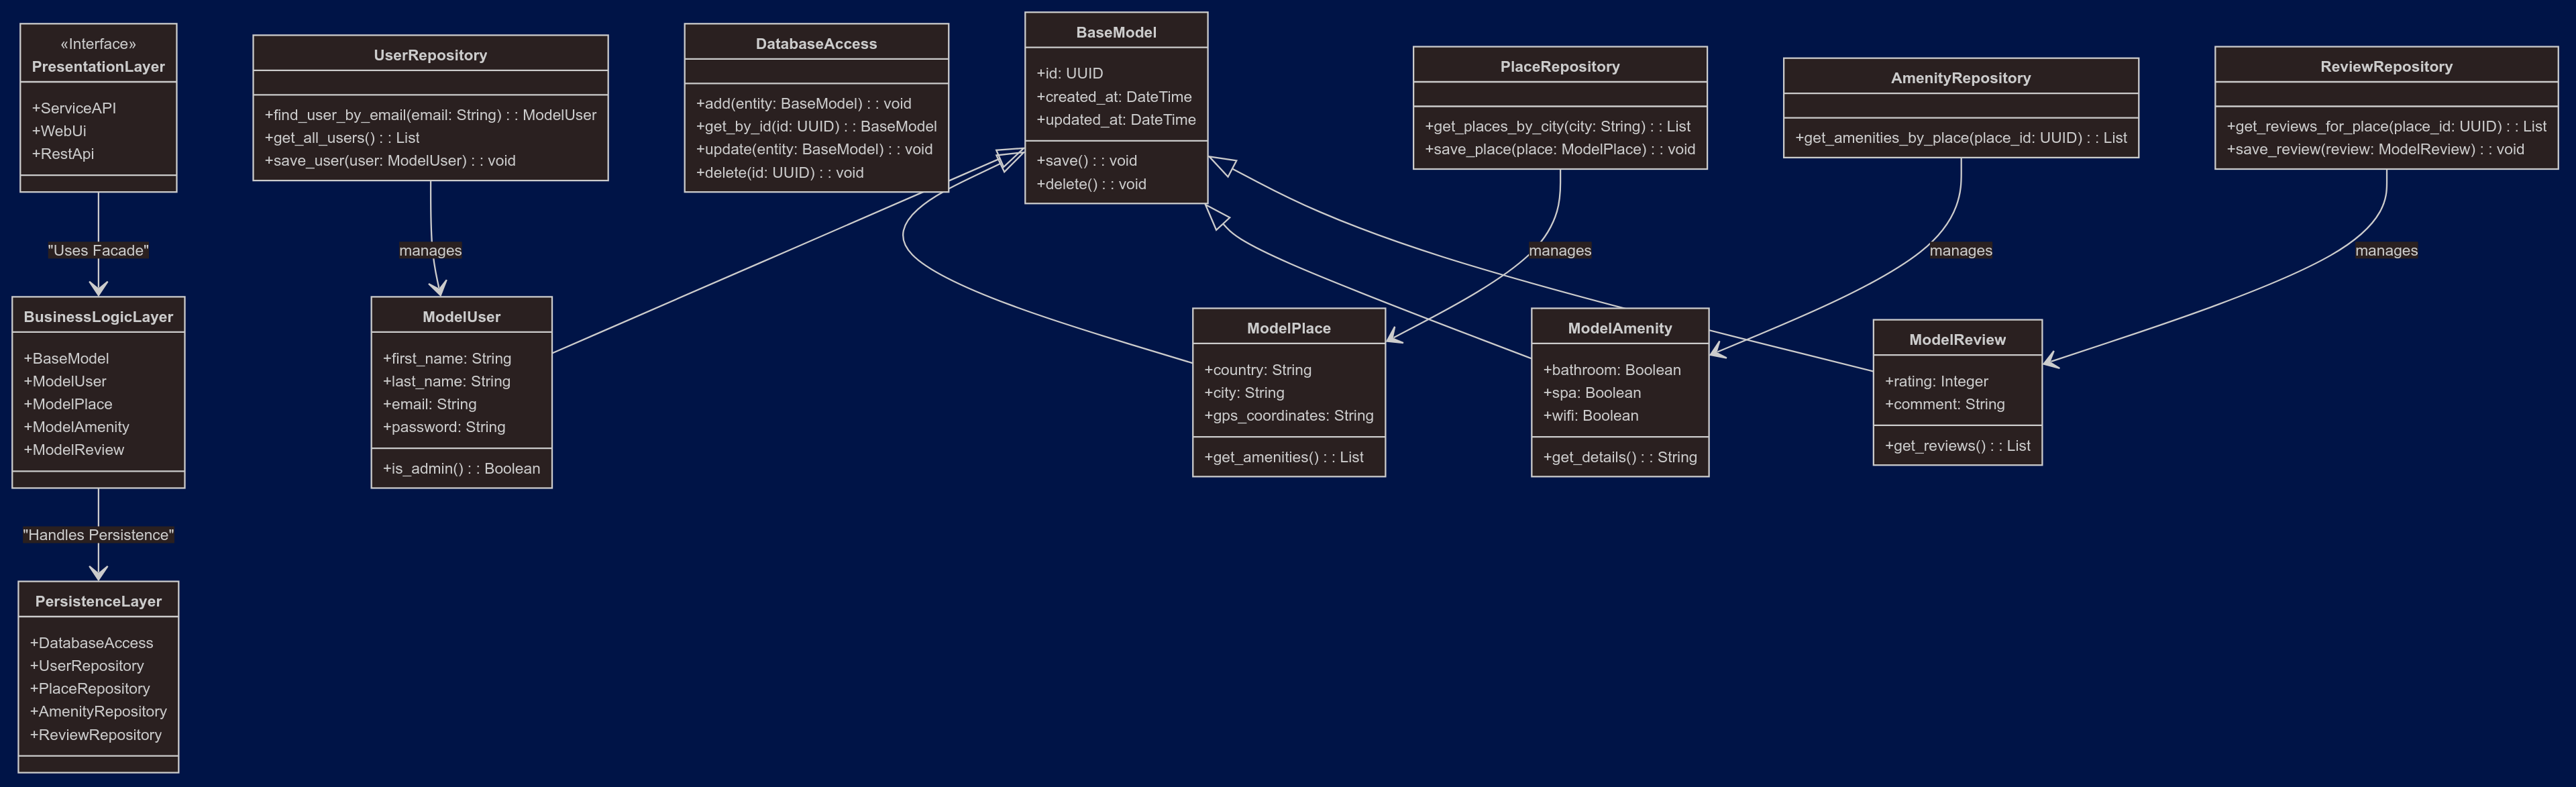 «Interface»
PresentationLayer
+ServiceAPI
+WebUi
+RestApi
"Uses Facade"
BusinessLogicLayer
+BaseModel
+ModelUser
+ModelPlace
+ModelAmenity
+ModelReview
"Handles Persistence"
PersistenceLayer
+DatabaseAccess
+UserRepository
+PlaceRepository
+AmenityRepository
+ReviewRepository
UserRepository
+find_user_by_email(email: String) : : ModelUser
+get_all_users() : : List
+save_user(user: ModelUser) : : void
manages
ModelUser
+first_name: String
+last_name: String
+email: String
+password: String
+is_admin() : : Boolean
DatabaseAccess
+add(entity: BaseModel) : : void
+get_by_id(id: UUID) : : BaseModel
+update(entity: BaseModel) : : void
+delete(id: UUID) : : void
BaseModel
+id: UUID
+created_at: DateTime
+updated_at: DateTime
+save() : : void
+delete() : : void
PlaceRepository
+get_places_by_city(city: String) : : List
+save_place(place: ModelPlace) : : void
manages
ModelPlace
+country: String
+city: String
+gps_coordinates: String
+get_amenities() : : List
AmenityRepository
+get_amenities_by_place(place_id: UUID) : : List
manages
ModelAmenity
+bathroom: Boolean
+spa: Boolean
+wifi: Boolean
+get_details() : : String
ReviewRepository
+get_reviews_for_place(place_id: UUID) : : List
+save_review(review: ModelReview) : : void
manages
ModelReview
+rating: Integer
+comment: String
+get_reviews() : : List